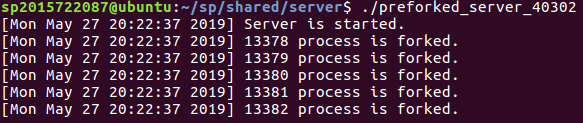 sp2015722087@ubuntu:~/sp/shared/server$ ./preforked_server_40302
[Mon May 27 20:22:37 2019] Server is started.
[Mon May 27 20:22:37 2019] 13378 process is forked.
[Mon May 27 20:22:37 2019] 13379 process is forked.
[Mon May 27 20:22:37 2019] 13380 process is forked.
[Mon May 27 20:22:37 2019] 13381 process is forked.
[Mon May 27 20:22:37 2019] 13382 process is forked.